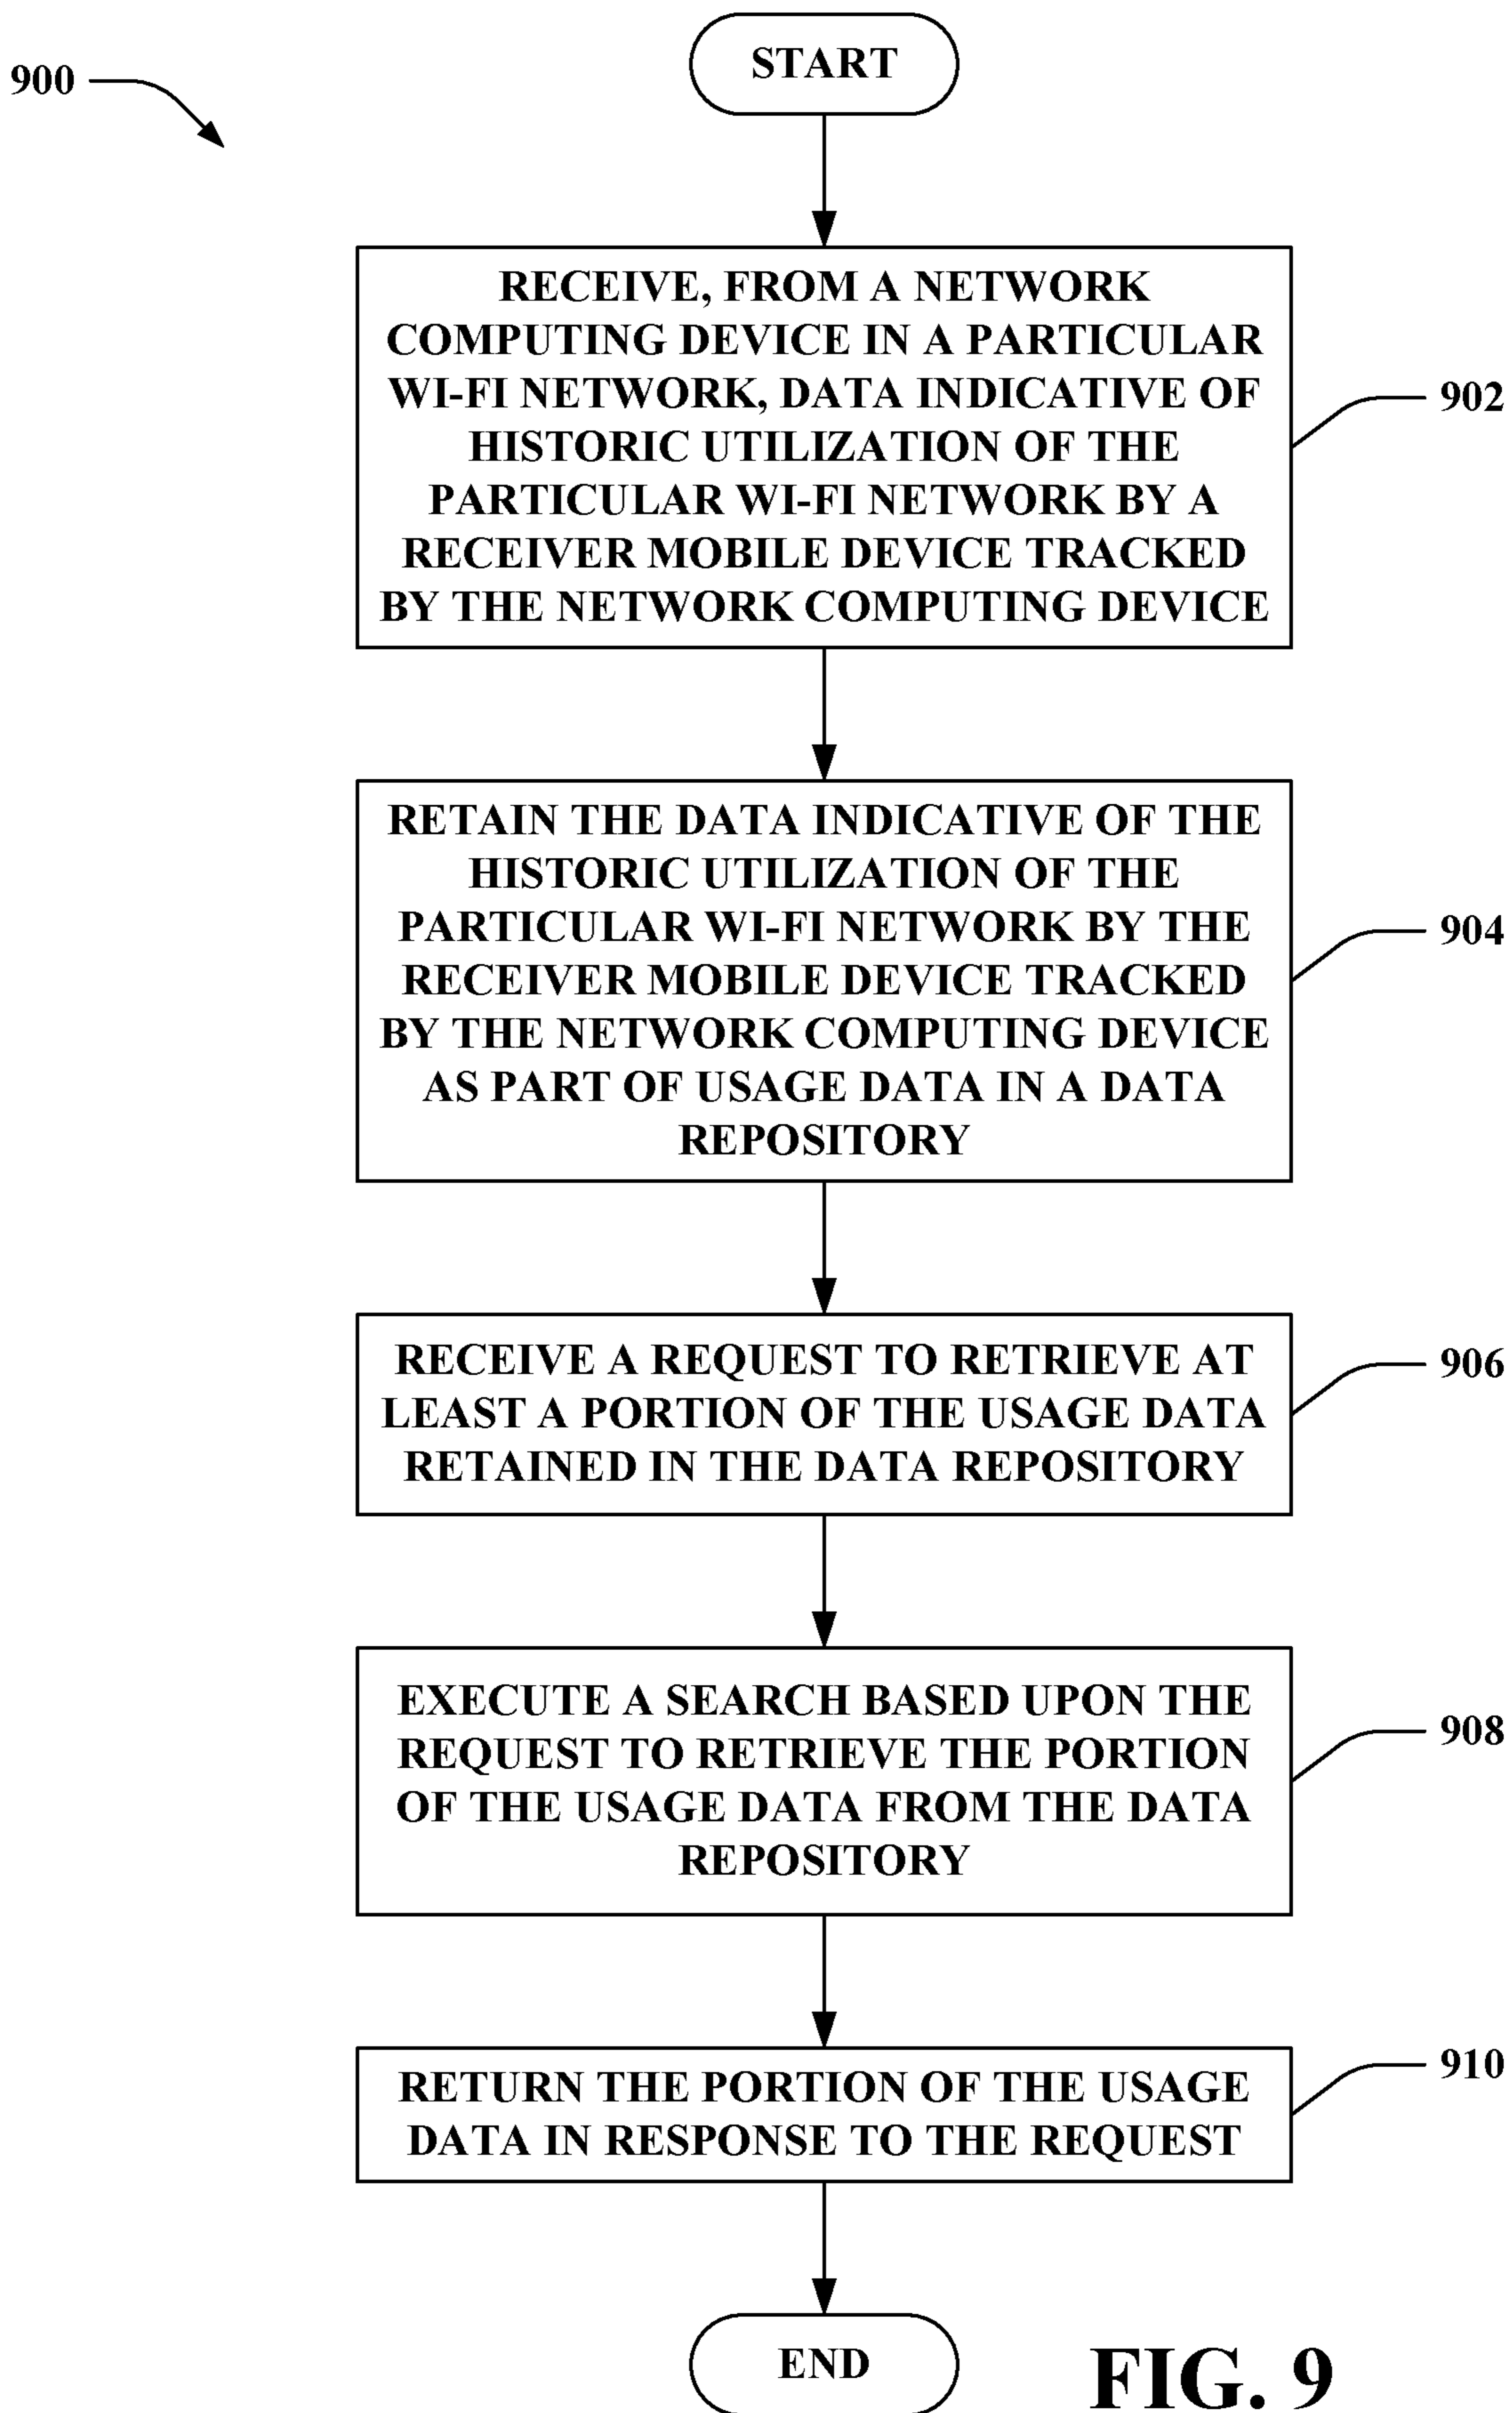 START
900
RECEIVE, FROM A NETWORK
COMPUTING DEVICE IN A PARTICULAR
WI-FI NETWORK, DATA INDICATIVE OF
HISTORIC UTILIZATION OF THE
PARTICULAR WI-FI NETWORK BY A
RECEIVER MOBILE DEVICE TRACKED
BY THE NETWORK COMPUTING DEVICE
902
RETAIN THE DATA INDICATIVE OF THE
HISTORIC UTILIZATION OF THE
PARTICULAR WI-FI NETWORK BY THE
RECEIVER MOBILE DEVICE TRACKED
BY THE NETWORK COMPUTING DEVICE
AS PART OF USAGE DATA IN A DATA
REPOSITORY
904
RECEIVE A REQUEST TO RETRIEVE AT
LEAST A PORTION OF THE USAGE DATA
RETAINED IN THE DATA REPOSITORY
906
EXECUTE A SEARCH BASED UPON THE
REQUEST TO RETRIEVE THE PORTION
OF THE USAGE DATA FROM THE DATA
REPOSITORY
908
RETURN THE PORTION OF THE USAGE
DATA IN RESPONSE TO THE REQUEST
910
END
FIG. 9